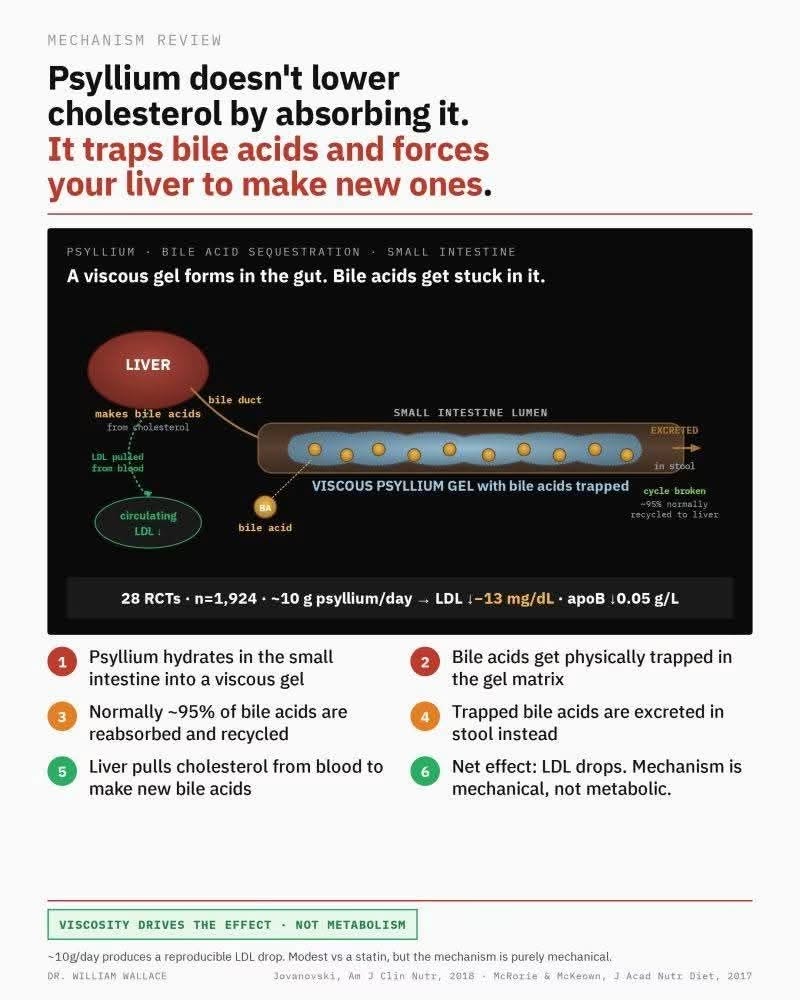 MECHANISM REVIEW
Psyllium doesn't lower
cholesterol by absorbing it.
It traps bile acids and forces
your liver to make new ones.
PSYLLIUM · BILE ACID SEQUESTRATION · SMALL INTESTINE
A viscous gel forms in the gut. Bile acids get stuck in it.
LIVER
makes bile acids
from cholesterol
bile duct
LDL pulled
from blood
circulating
LDL ↓
SMALL INTESTINE LUMEN
VISCOUS PSYLLIUM GEL with bile acids trapped
BA
bile acid
EXCRETED
in stool
cycle broken
~95% normally
recycled to liver
28 RCTs · n=1,924 · ~10 g psyllium/day → LDL ↓−13 mg/dL · apoB ↓0.05 g/L
1 Psyllium hydrates in the small
intestine into a viscous gel
2 Bile acids get physically trapped in
the gel matrix
3 Normally ~95% of bile acids are
reabsorbed and recycled
4 Trapped bile acids are excreted in
stool instead
5 Liver pulls cholesterol from blood to
make new bile acids
6 Net effect: LDL drops. Mechanism is
mechanical, not metabolic.
VISCOSITY DRIVES THE EFFECT · NOT METABOLISM
~10g/day produces a reproducible LDL drop. Modest vs a statin, but the mechanism is purely mechanical.
DR. WILLIAM WALLACE
Jovanovski, Am J Clin Nutr, 2018 · McRorie & McKeown, J Acad Nutr Diet, 2017